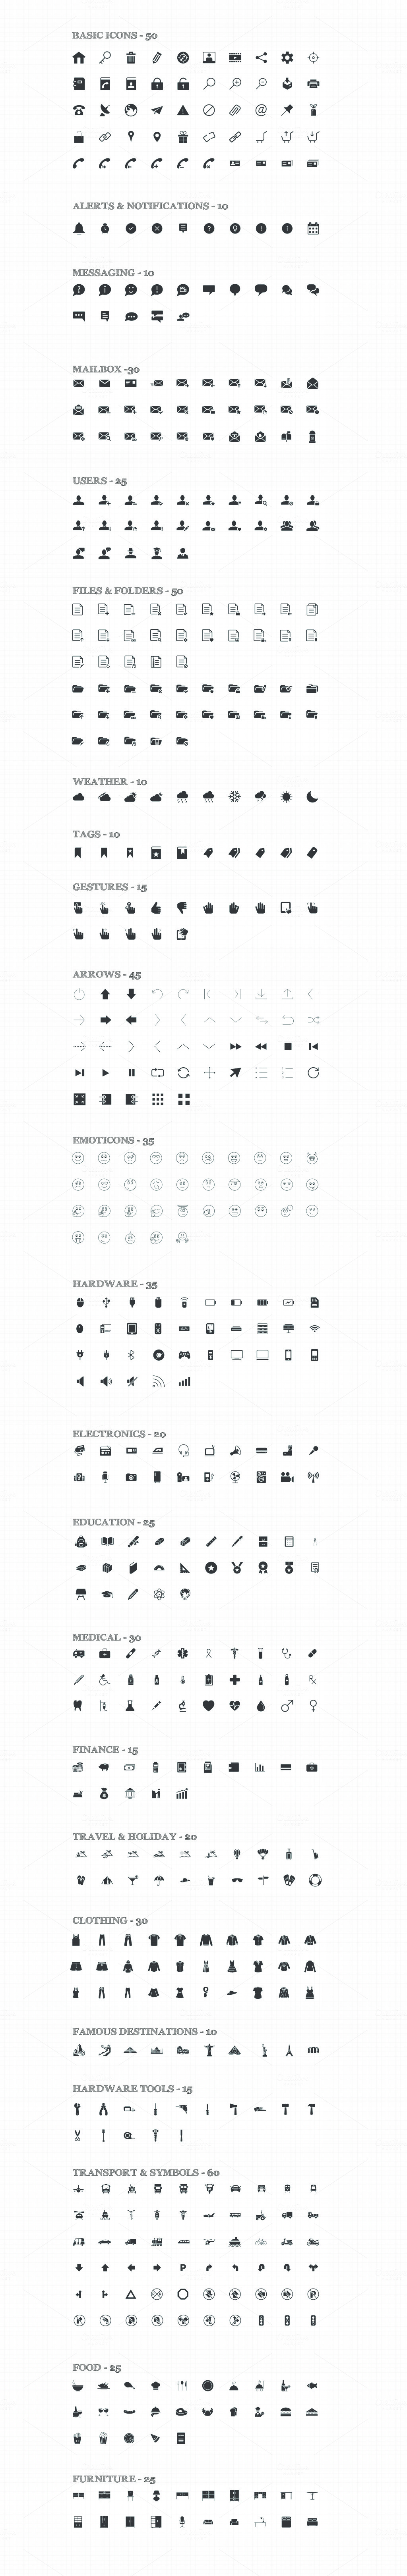 BASIC ICONS - 50
ALERTS & NOTIFICATIONS - 10
MESSAGING - 10
MAILBOX -30
USERS - 25
FILES & FOLDERS - 50
WEATHER - 10
TAGS - 10
GESTURES - 15
ARROWS - 45
EMOTICONS - 35
HARDWARE - 35
ELECTRONICS - 20
EDUCATION - 25
MEDICAL - 30
FINANCE - 15
TRAVEL & HOLIDAY - 20
CLOTHING - 30
FAMOUS DESTINATIONS - 10
HARDWARE TOOLS - 15
TRANSPORT & SYMBOLS - 60
FOOD - 25
FURNITURE - 25